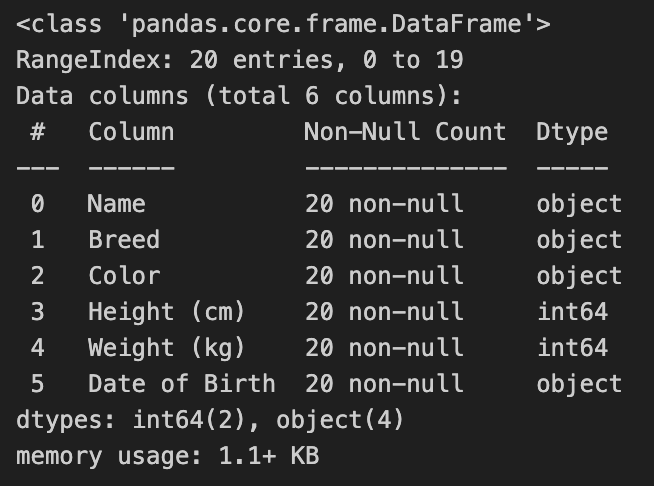 <class 'pandas.core.frame.DataFrame'>
RangeIndex: 20 entries, 0 to 19
Data columns (total 6 columns):
 #   Column         Non-Null Count  Dtype
---  ------         --------------  -----
 0   Name           20 non-null     object
 1   Breed          20 non-null     object
 2   Color          20 non-null     object
 3   Height (cm)    20 non-null     int64
 4   Weight (kg)    20 non-null     int64
 5   Date of Birth  20 non-null     object
dtypes: int64(2), object(4)
memory usage: 1.1+ KB